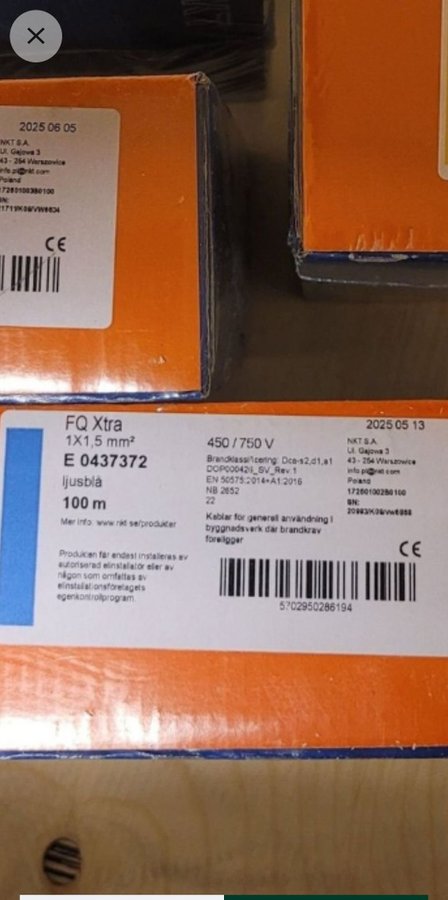 2025 06 05
NKT S.A.
Ul. Gajowa 3
43 - 254 Warszowice
info.pl@nkt.com
Poland
17260100380100
SN:
CE
FQ Xtra
1X1,5 mm²
E 0437372
ljusblå
100 m
Mer info: www.nkt.se/produkter
Produkten får endast installeras av
auktoriserad elinstallatör eller av
någon som omfattas av
elinstallationsföretagets
egenkontrollprogram.
450 / 750 V
Brandklassificering: Dca-s2,d1,a1
EN 50575:2014+A1:2016
NB 2652
22
Kablar för generell användning i
byggnadsverk där brandkrav
föreligger
5702950286194
2025 05 13
NKT S.A.
Ul. Gajowa 3
43 - 254 Warszowice
info.pl@nkt.com
Poland
17260100280100
SN:
CE